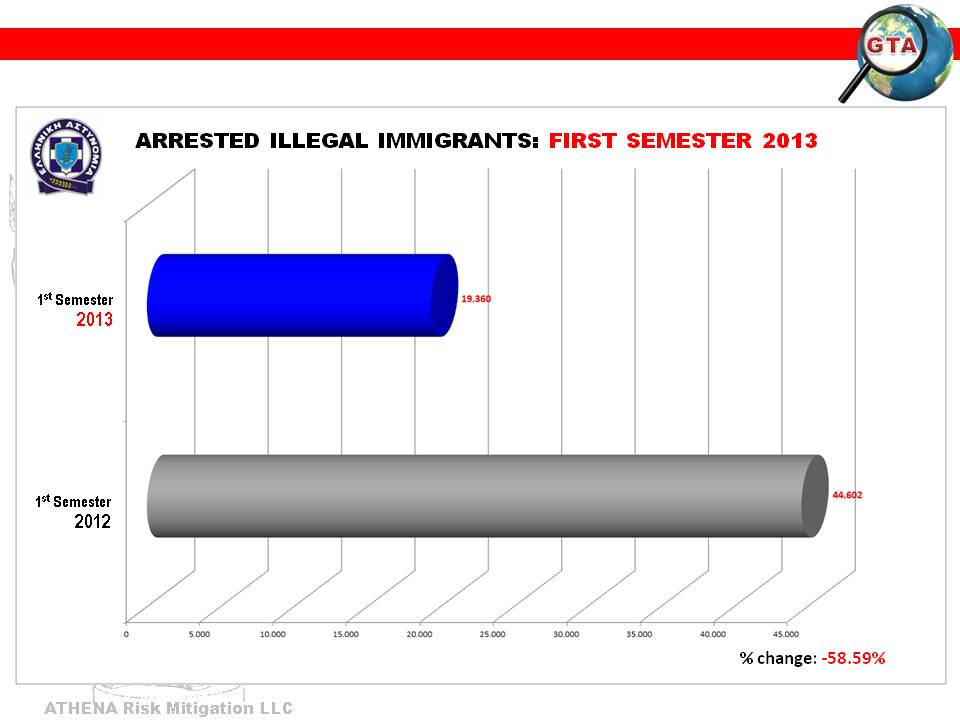 GTA
ΕΛΛΗΝΙΚΗ ΑΣΤΥΝΟΜΙΑ
ARRESTED ILLEGAL IMMIGRANTS: FIRST SEMESTER 2013
1st Semester
2013
19.360
1st Semester
2012
44.602
0 5.000 10.000 15.000 20.000 25.000 30.000 35.000 40.000 45.000
% change: -58.59%
ATHENA Risk Mitigation LLC